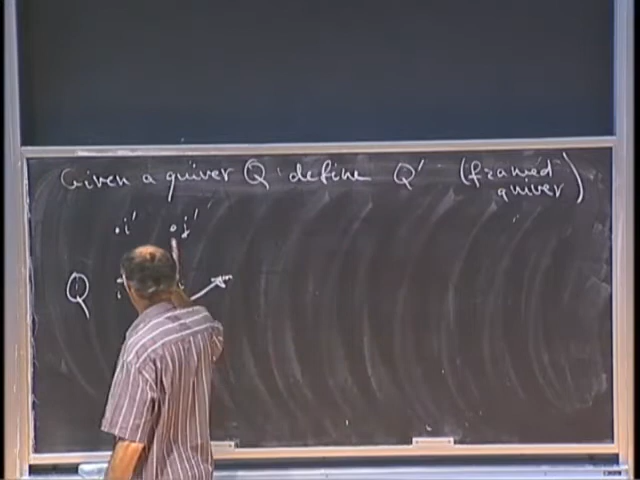 Given a quiver Q define Q' (framed
quiver)
i' j'
Q i